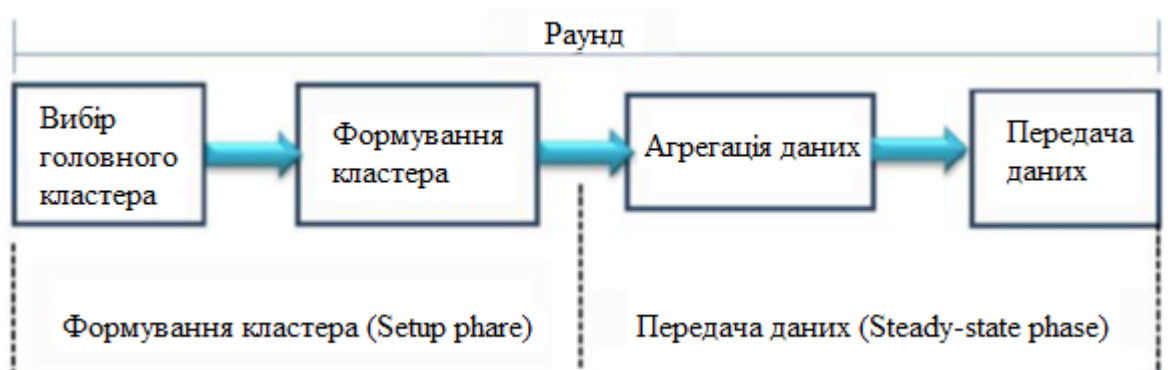 Раунд
Вибір
головного
кластера
Формування
кластера
Агрегація даних
Передача
даних
Формування кластера (Setup phare)
Передача даних (Steady-state phase)